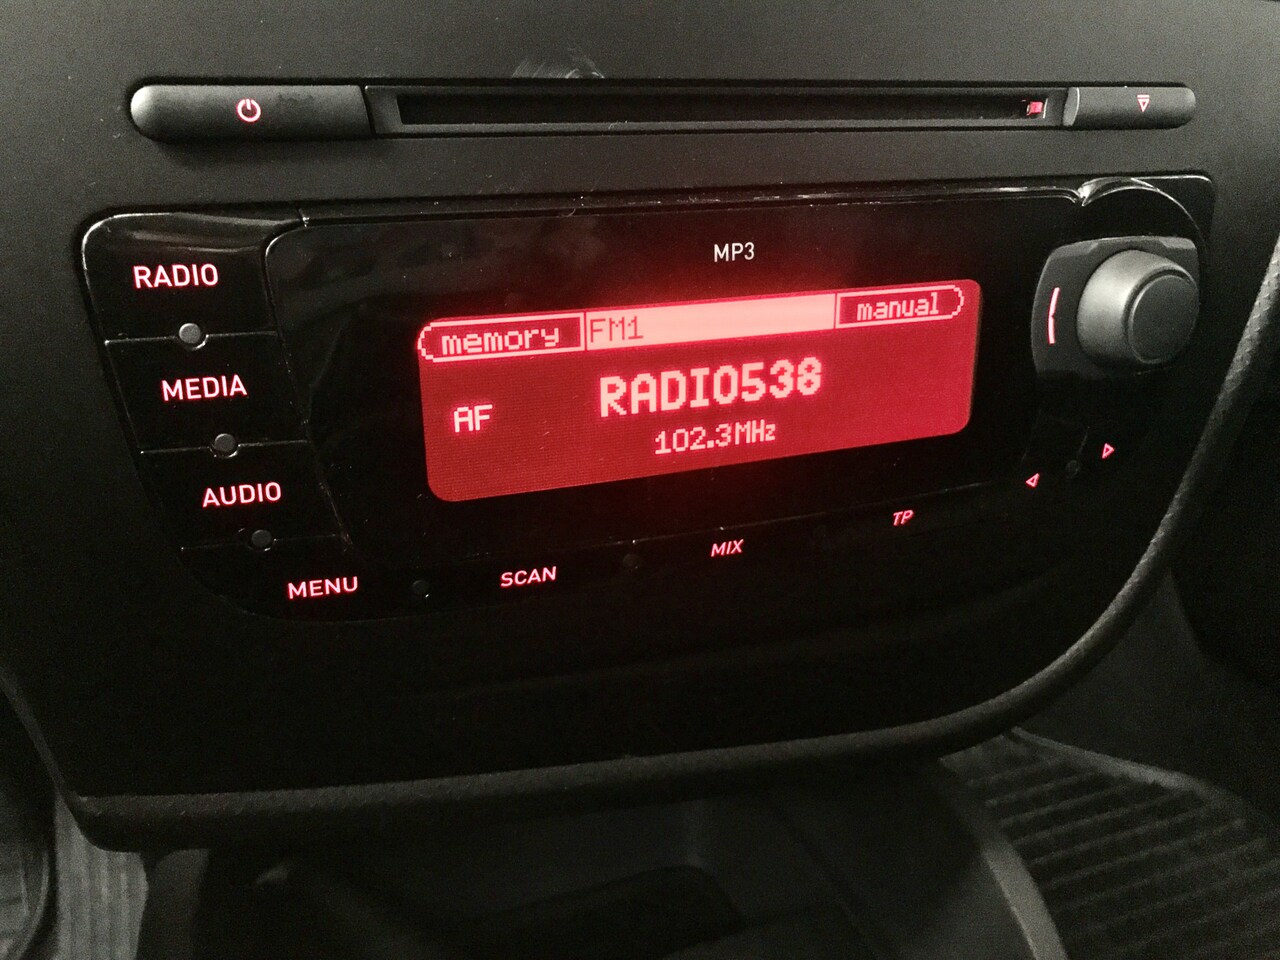 MP3
RADIO
MEDIA
AUDIO
MENU
memory FM1 manual
RADIO538
AF
102.3MHz
SCAN
MIX
TP